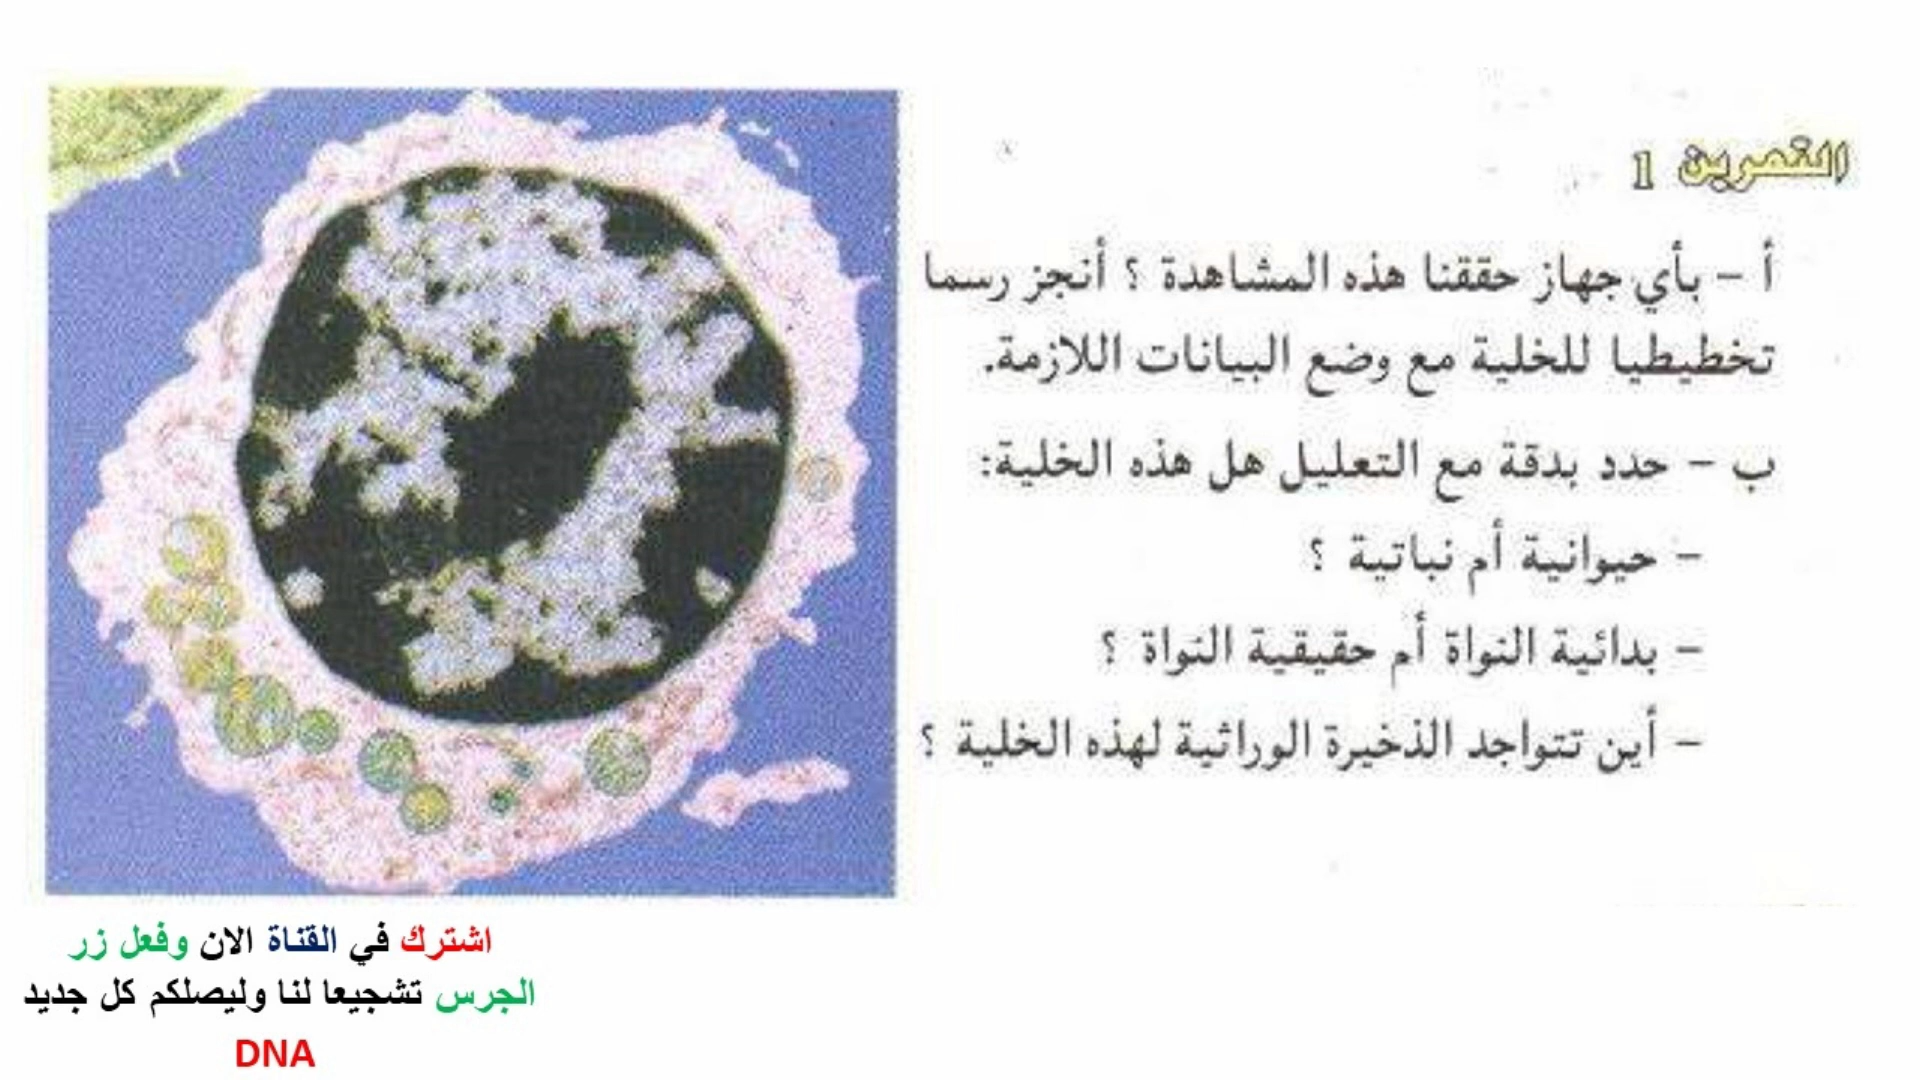 التمرين 1
أ – بأي جهاز حققنا هذه المشاهدة ؟ أنجز رسما
تخطيطيا للخلية مع وضع البيانات اللازمة.
ب – حدد بدقة مع التعليل هل هذه الخلية:
– حيوانية أم نباتية ؟
– بدائية النواة أم حقيقية النواة ؟
– أين تتواجد الذخيرة الوراثية لهذه الخلية ؟
اشترك في القناة الان وفعل زر
الجرس تشجيعا لنا وليصلكم كل جديد
DNA